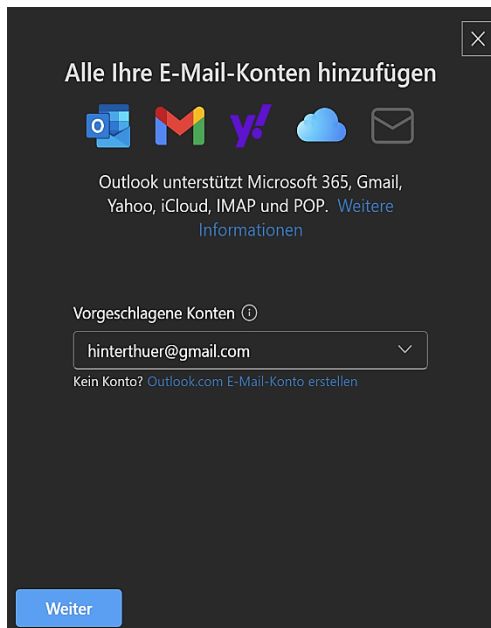 Alle Ihre E-Mail-Konten hinzufügen
Outlook unterstützt Microsoft 365, Gmail,
Yahoo, iCloud, IMAP und POP. Weitere
Informationen
Vorgeschlagene Konten
hinterthuer@gmail.com
Kein Konto? Outlook.com E-Mail-Konto erstellen
Weiter